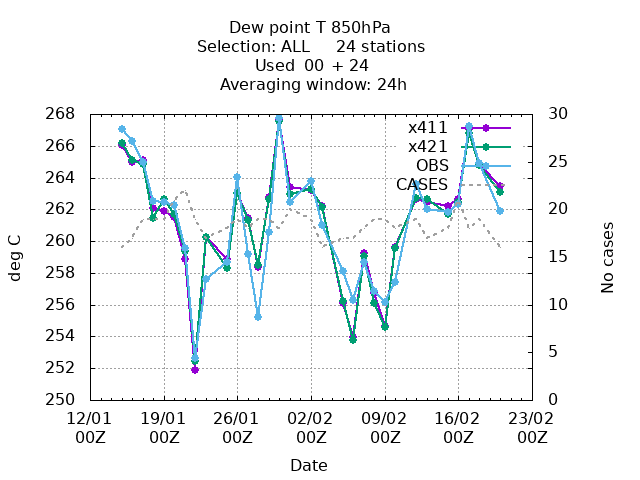 Dew point T 850hPa
Selection: ALL 24 stations
Used 00 + 24
Averaging window: 24h
268
266
264
262
260
258
256
254
252
250
30
25
20
15
10
5
0
x411
x421
OBS
CASES
deg C
No cases
12/01 19/01 26/01 02/02 09/02 16/02 23/02
00Z 00Z 00Z 00Z 00Z 00Z 00Z
Date